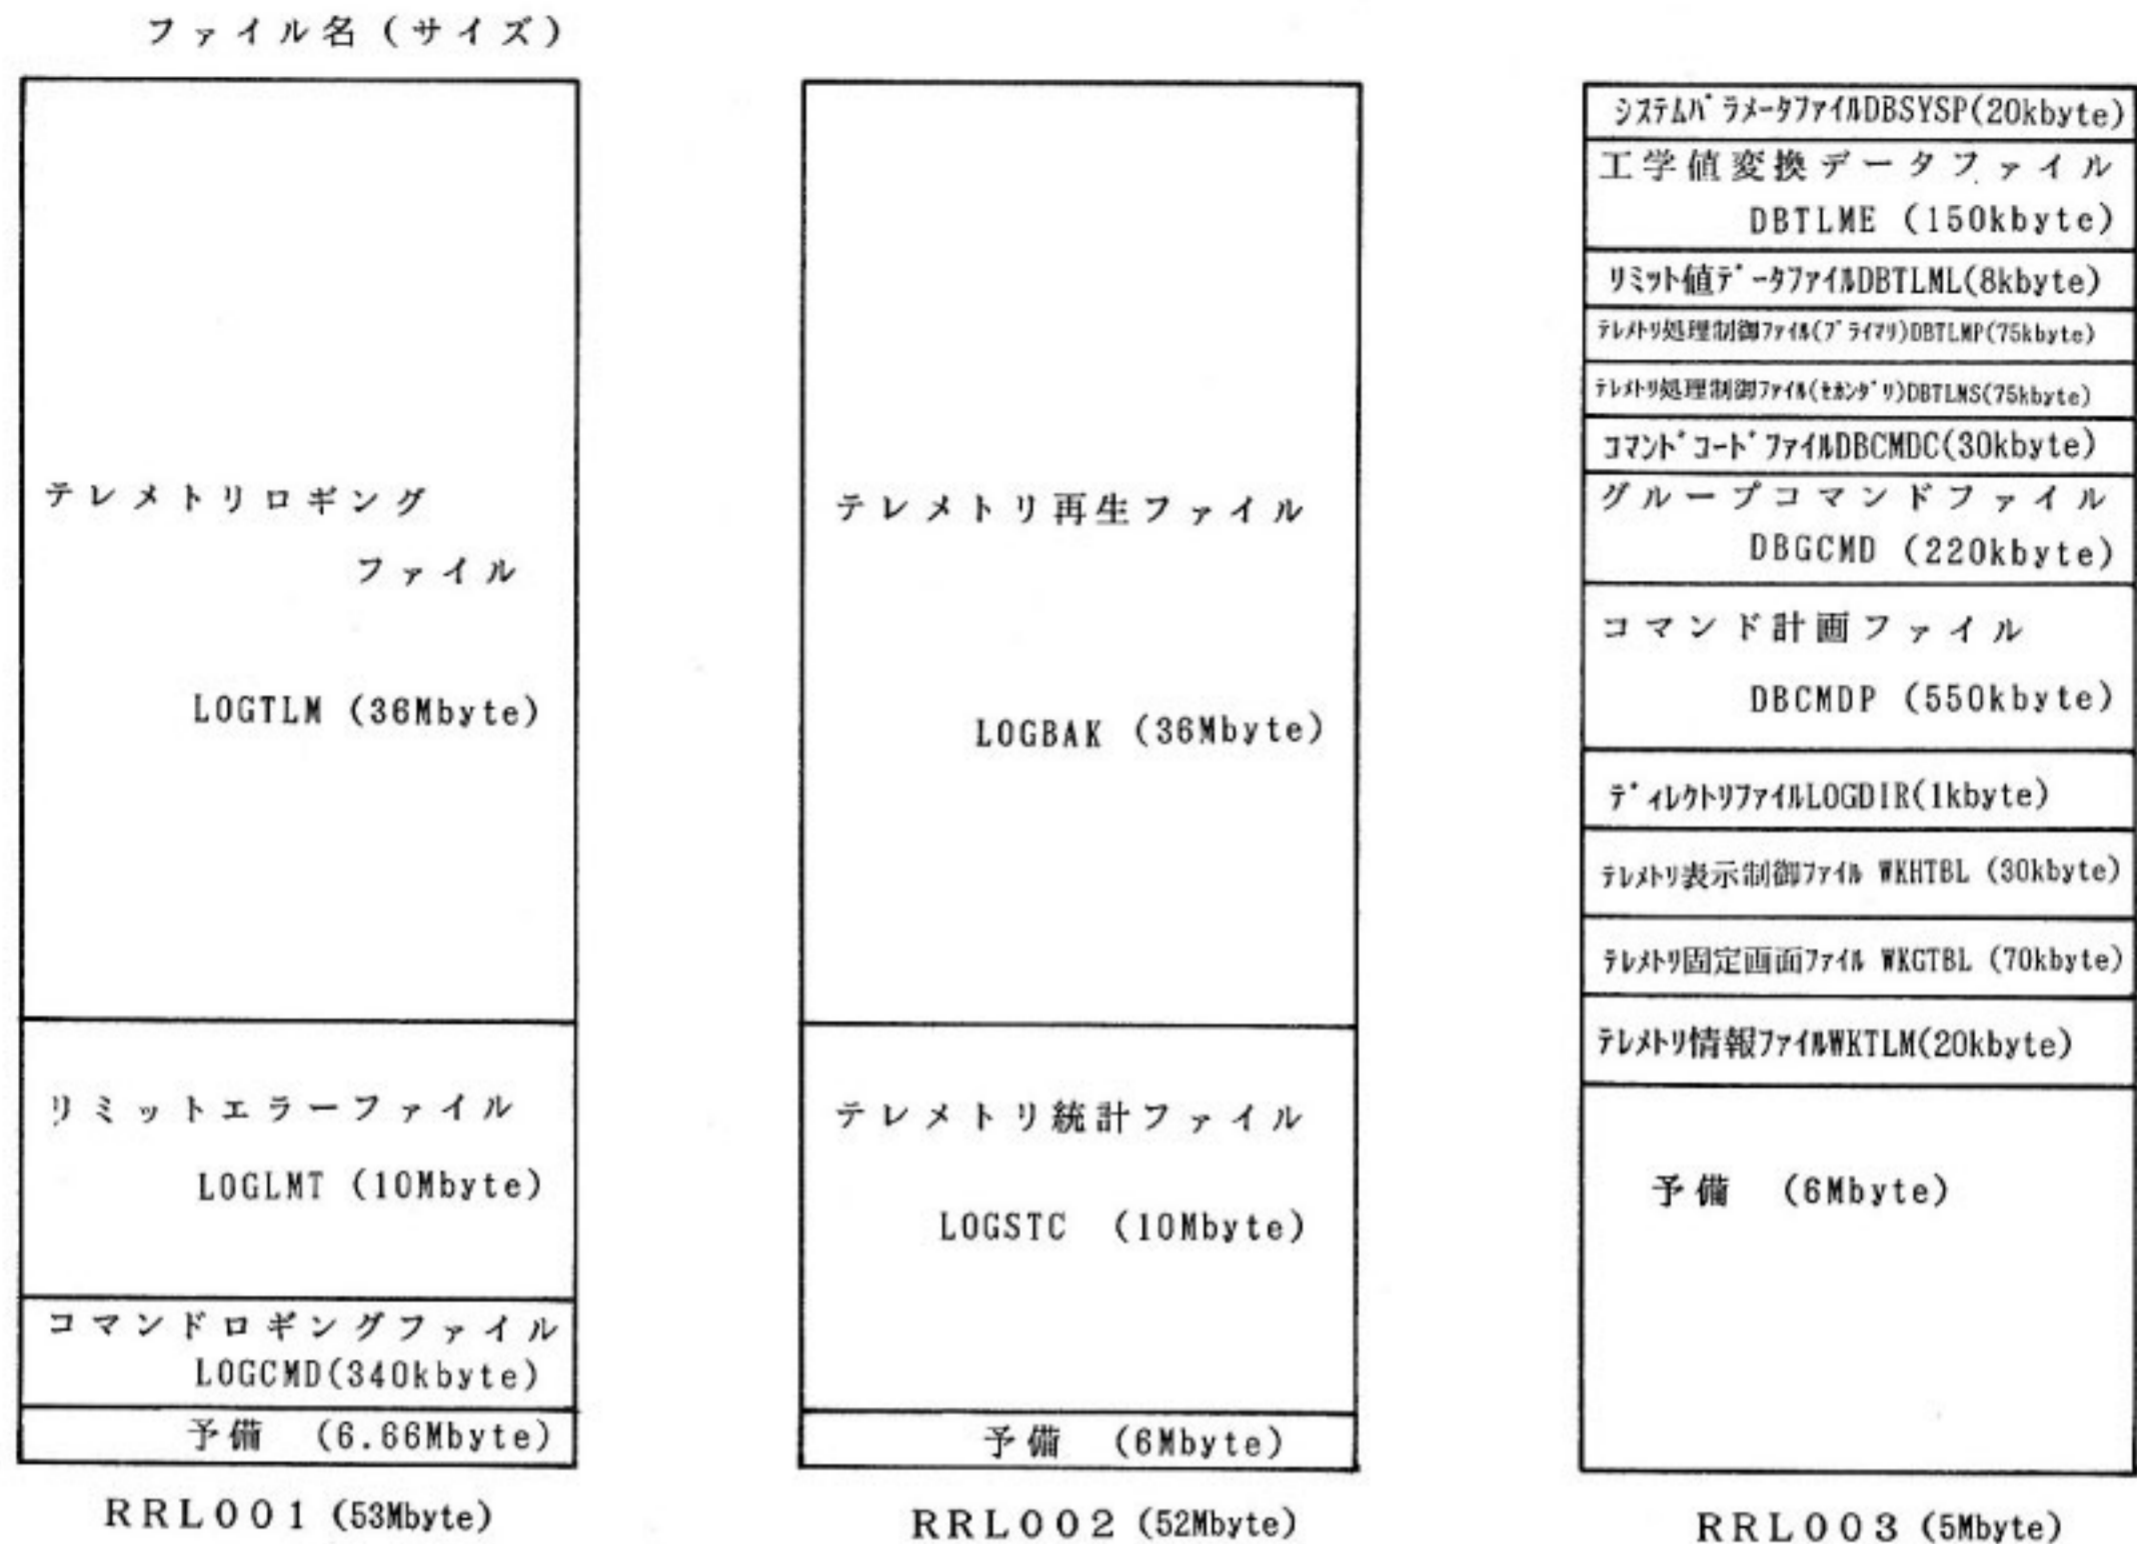 ファイル名(サイズ)
テレメトリロギング
ファイル
LOGTLM (36Mbyte)
リミットエラーファイル
LOGLMT (10Mbyte)
コマンドロギングファイル
LOGCMD(340kbyte)
予備 (6.66Mbyte)
RRL001 (53Mbyte)
テレメトリ再生ファイル
LOGBAK (36Mbyte)
テレメトリ統計ファイル
LOGSTC (10Mbyte)
予備 (6Mbyte)
RRL002 (52Mbyte)
システムパラメータファイルDBSYSP(20kbyte)
工学値変換データファイル
DBTLME (150kbyte)
リミット値データファイルDBTLML(8kbyte)
テレメトリ処理制御ファイル(プライマリ)DBTLMP(75kbyte)
テレメトリ処理制御ファイル(セカンダリ)DBTLMS(75kbyte)
コマンドコードファイルDBCMDC(30kbyte)
グループコマンドファイル
DBGCMD (220kbyte)
コマンド計画ファイル
DBCMDP (550kbyte)
ディレクトリファイルLOGDIR(1kbyte)
テレメトリ表示制御ファイル WKHTBL (30kbyte)
テレメトリ固定画面ファイル WKGTBL (70kbyte)
テレメトリ情報ファイルWKTLM(20kbyte)
予備 (6Mbyte)
RRL003 (5Mbyte)